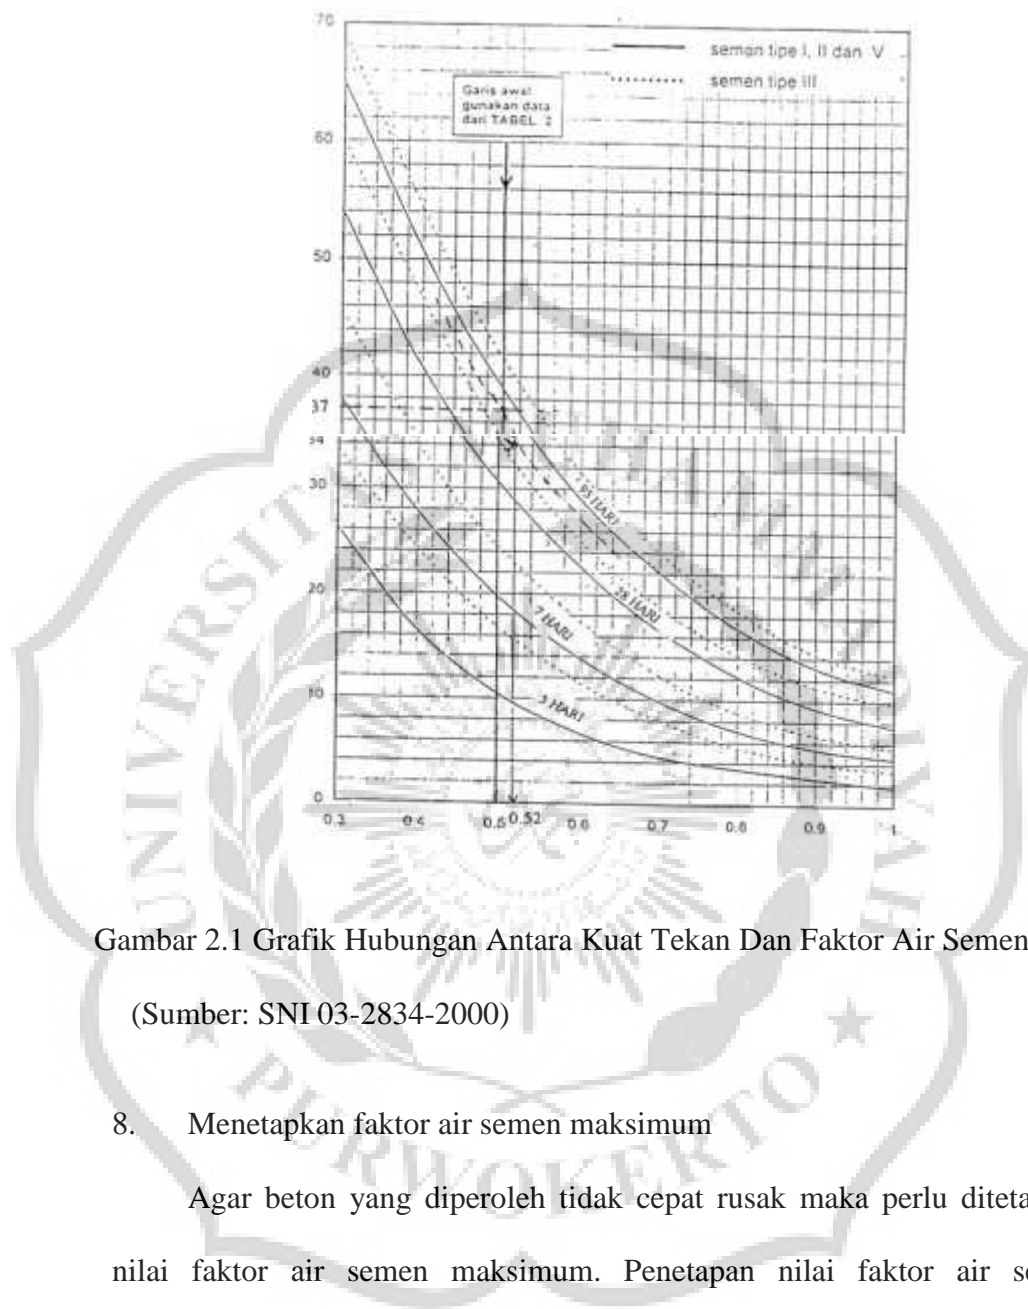 70
semen tipe I, II dan V
semen tipe III
Garis awal
gunakan data
dari TABEL 2
60
50
40
37
34
30
20
10
0
? 95 HARI
28 HARI
7 HARI
3 HARI
0.3 0.4 0.5 0.52 0.6 0.7 0.8 0.9 1
UNIVERSITAS MUHAMMADIYAH
PURWOKERTO
Gambar 2.1 Grafik Hubungan Antara Kuat Tekan Dan Faktor Air Semen
(Sumber: SNI 03-2834-2000)
8. Menetapkan faktor air semen maksimum
Agar beton yang diperoleh tidak cepat rusak maka perlu diteta
nilai faktor air semen maksimum. Penetapan nilai faktor air se